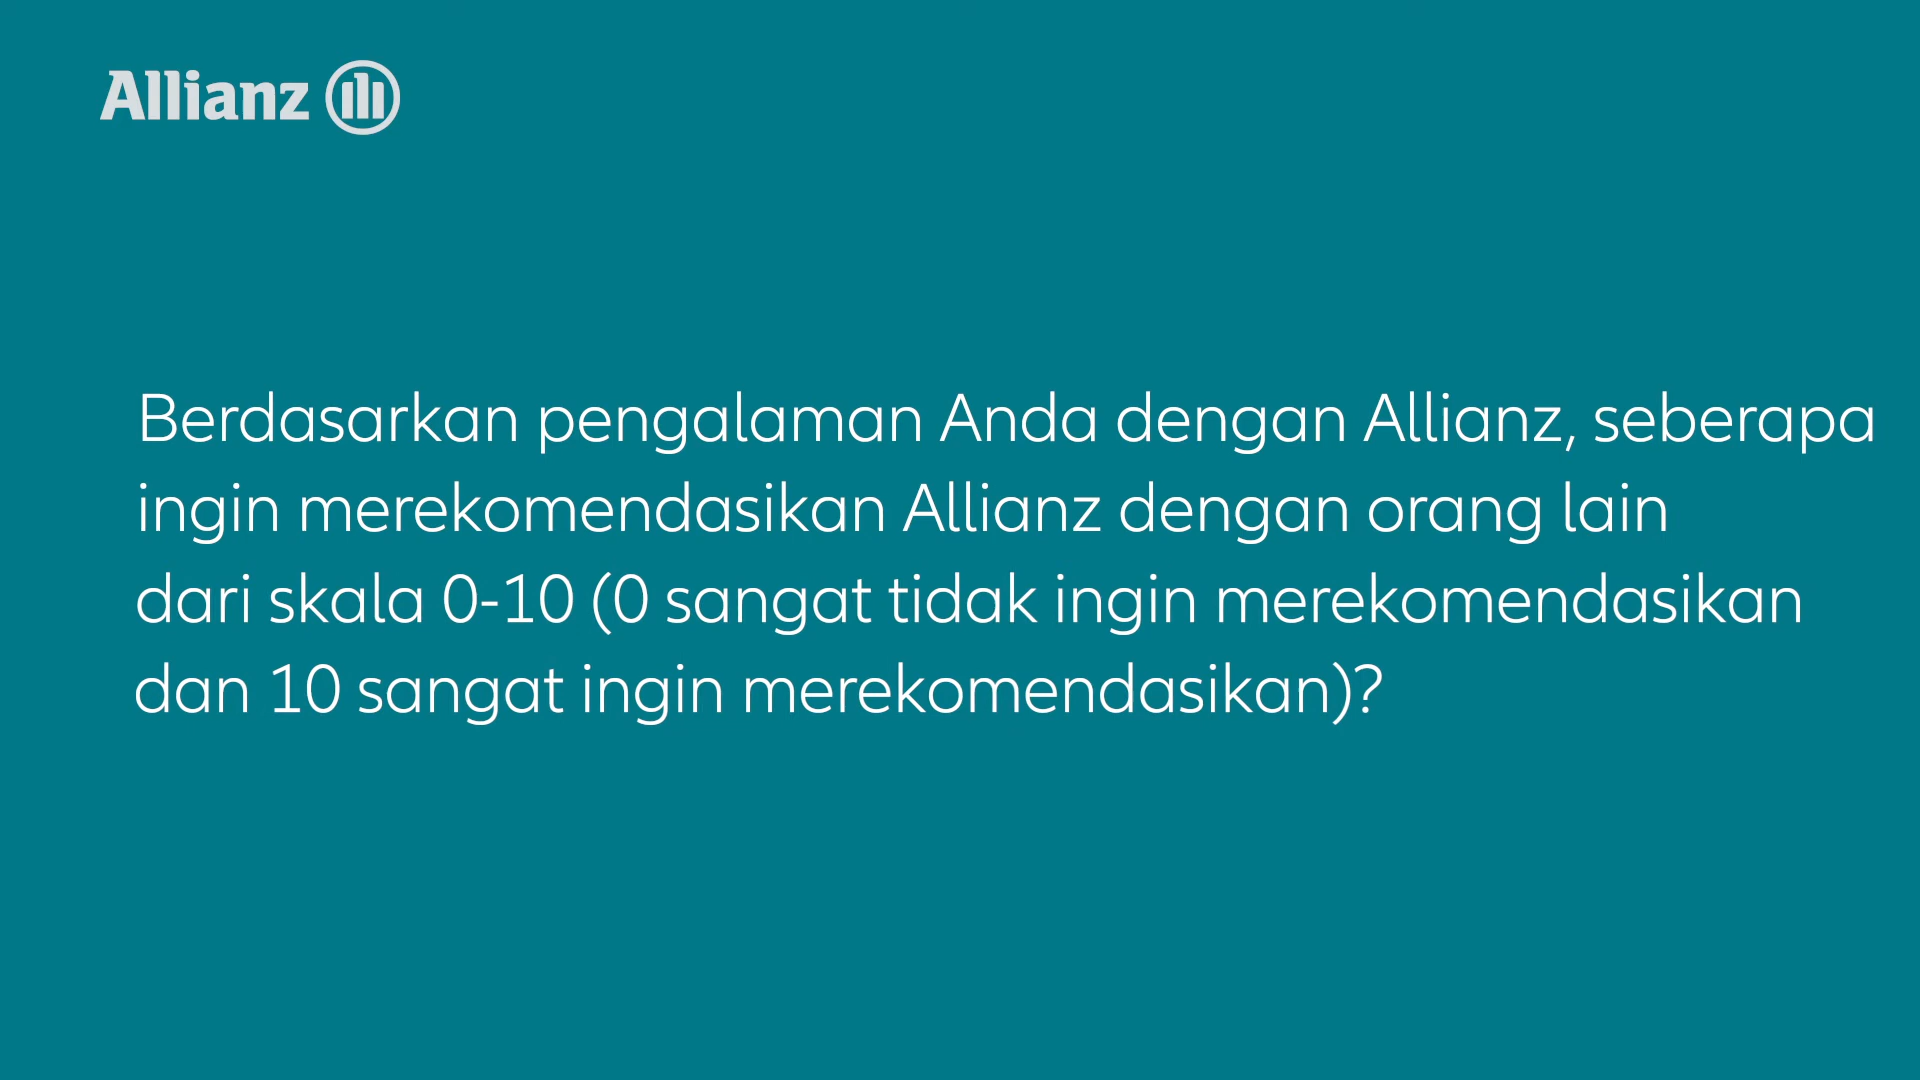 Allianz
Berdasarkan pengalaman Anda dengan Allianz, seberapa
ingin merekomendasikan Allianz dengan orang lain
dari skala 0-10 (0 sangat tidak ingin merekomendasikan
dan 10 sangat ingin merekomendasikan)?